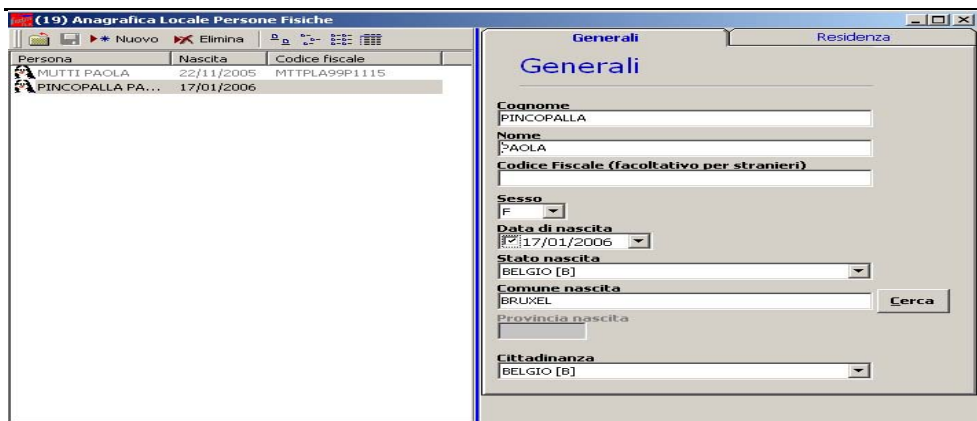 (19) Anagrafica Locale Persone Fisiche
Nuovo Elimina
Persona Nascita Codice fiscale
MUTTI PAOLA 22/11/2005 MTTPLA99P1115
PINCOPALLA PA... 17/01/2006
Generali Residenza
Generali
Cognome
PINCOPALLA
Nome
PAOLA
Codice Fiscale (facoltativo per stranieri)
Sesso
F
Data di nascita
17/01/2006
Stato nascita
BELGIO [B]
Comune nascita
BRUXEL
Cerca
Provincia nascita
Cittadinanza
BELGIO [B]